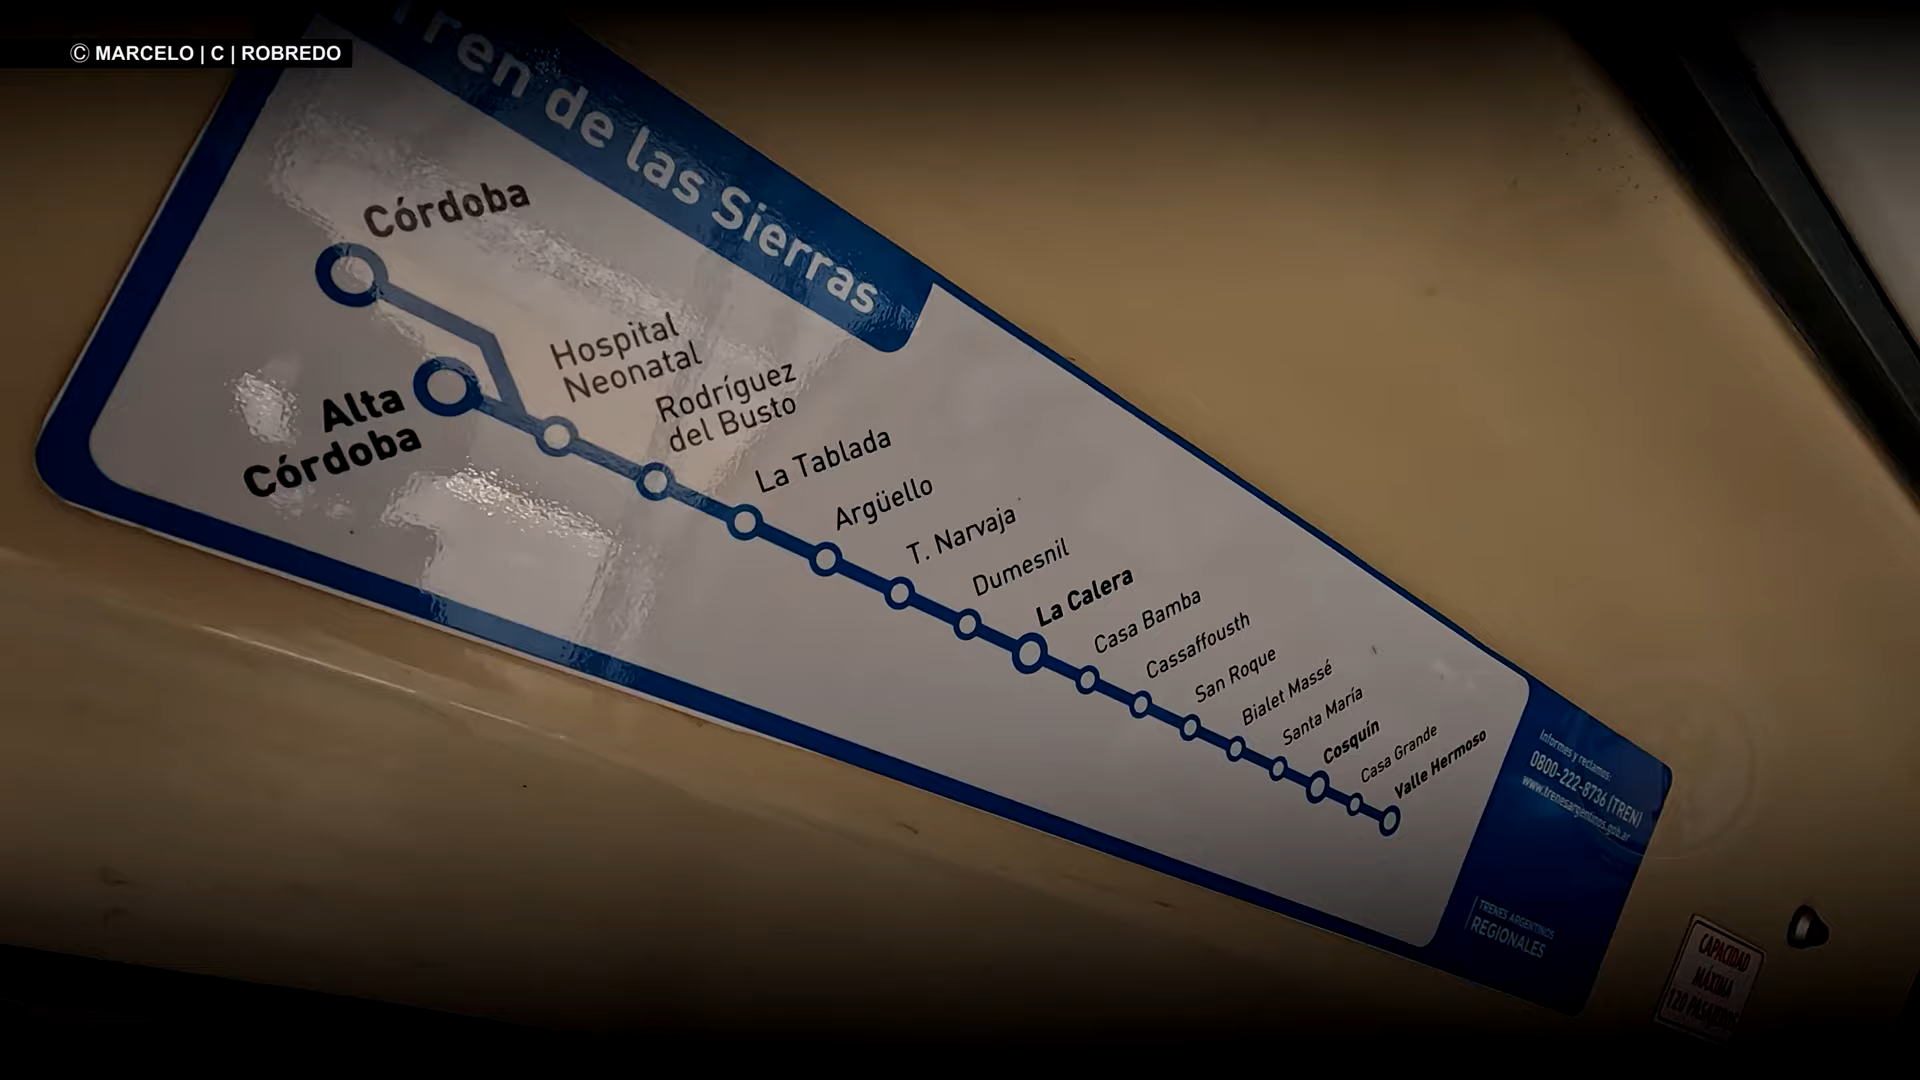 © MARCELO | C | ROBREDO
Tren de las Sierras
Córdoba
Alta
Córdoba
Hospital
Neonatal
Rodríguez
del Busto
La Tablada
Argüello
T. Narvaja
Dumesnil
La Calera
Casa Bamba
Cassaffousth
San Roque
Bialet Massé
Santa María
Cosquín
Casa Grande
Valle Hermoso
Informes y reclamos:
0800-222-8736 (TREN)
www.trenesargentinos.gob.ar
TRENES ARGENTINOS
REGIONALES
CAPACIDAD
MÁXIMA
120 PASAJEROS